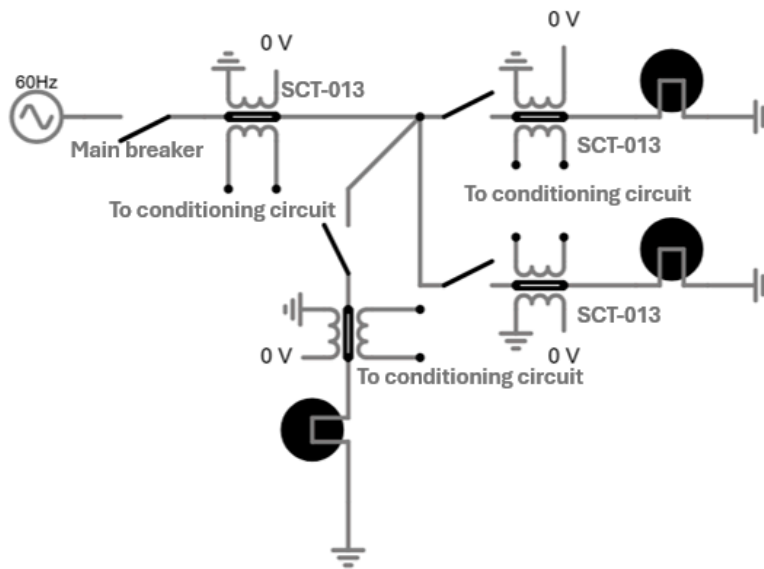 0 V
0 V
60Hz
SCT-013
Main breaker
SCT-013
To conditioning circuit
To conditioning circuit
SCT-013
0 V
0 V
To conditioning circuit